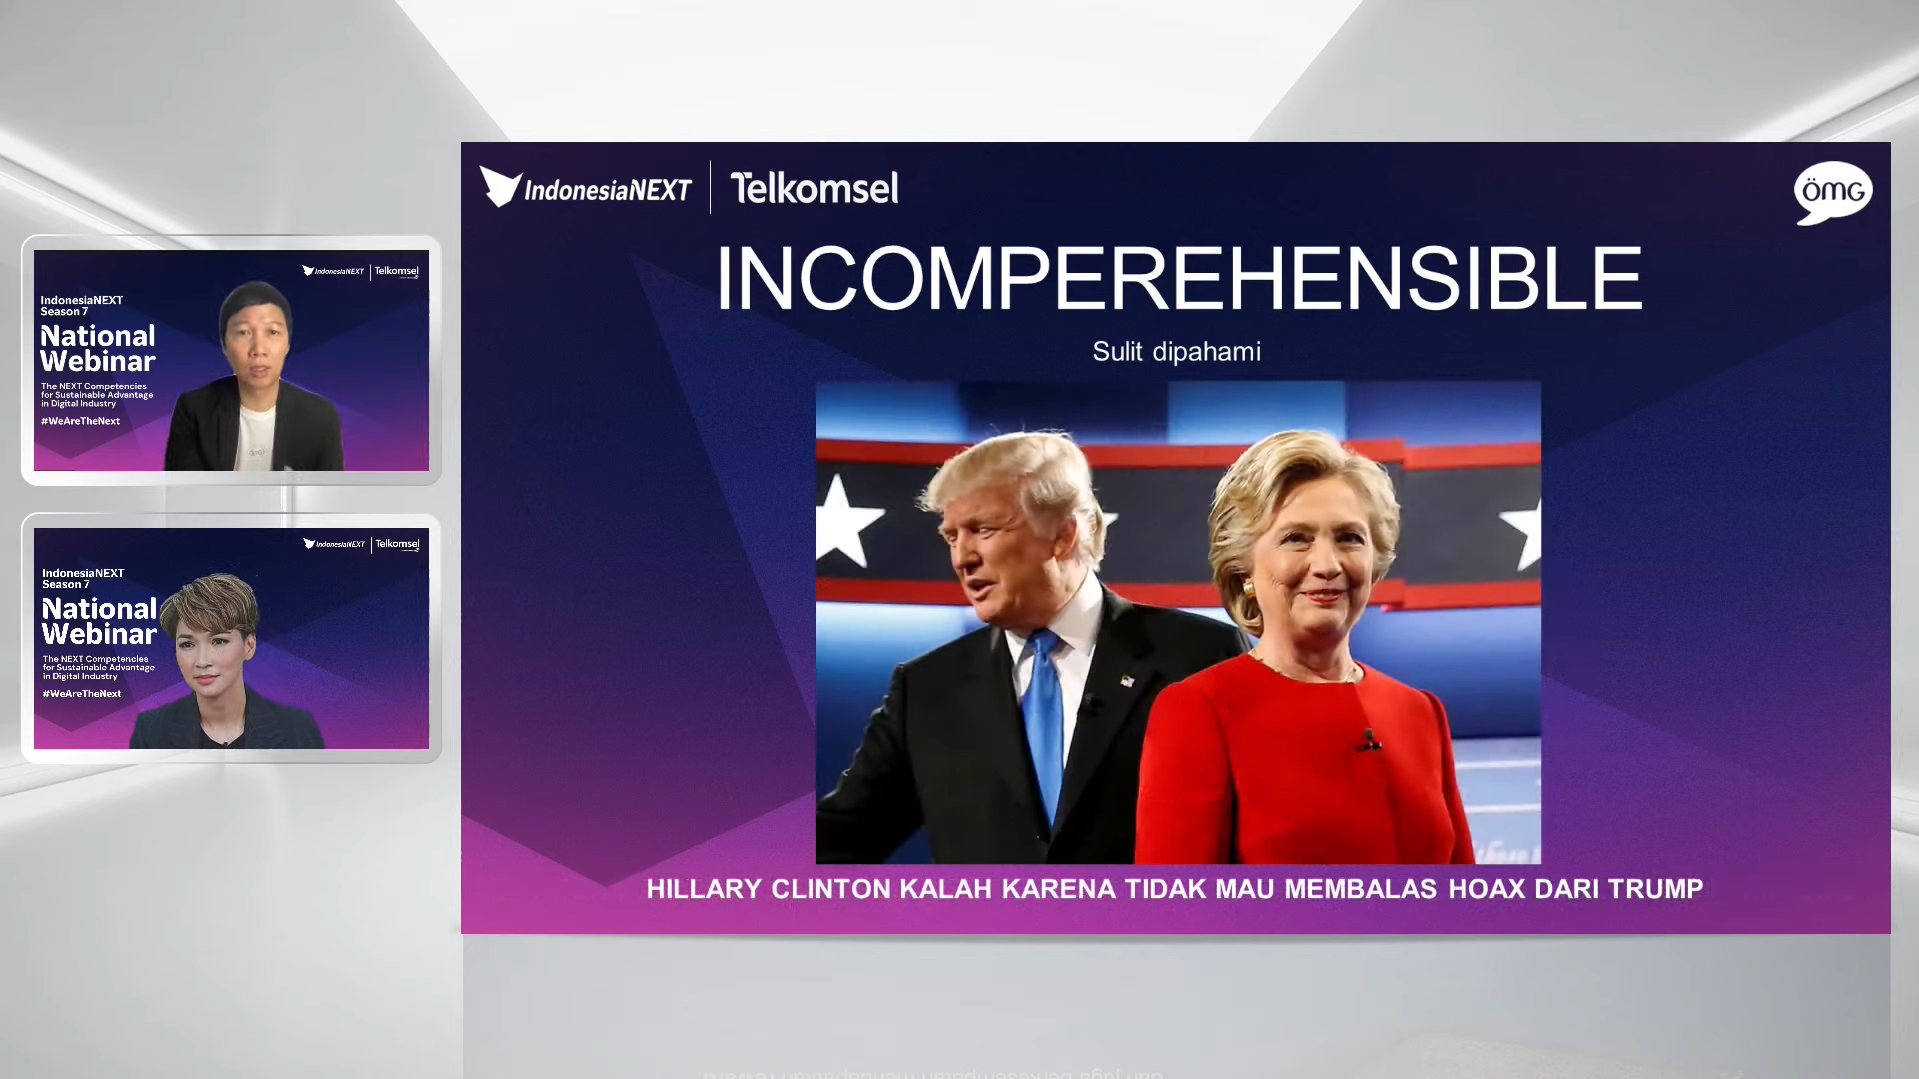 IndonesiaNEXT Telkomsel
ÖMG
INCOMPEREHENSIBLE
Sulit dipahami
HILLARY CLINTON KALAH KARENA TIDAK MAU MEMBALAS HOAX DARI TRUMP
IndonesiaNEXT Telkomsel
IndonesiaNEXT
Season 7
National
Webinar
The NEXT Competencies
for Sustainable Advantage
in Digital Industry
#WeAreTheNext
IndonesiaNEXT Telkomsel
IndonesiaNEXT
Season 7
National
Webinar
The NEXT Competencies
for Sustainable Advantage
in Digital Industry
#WeAreTheNext